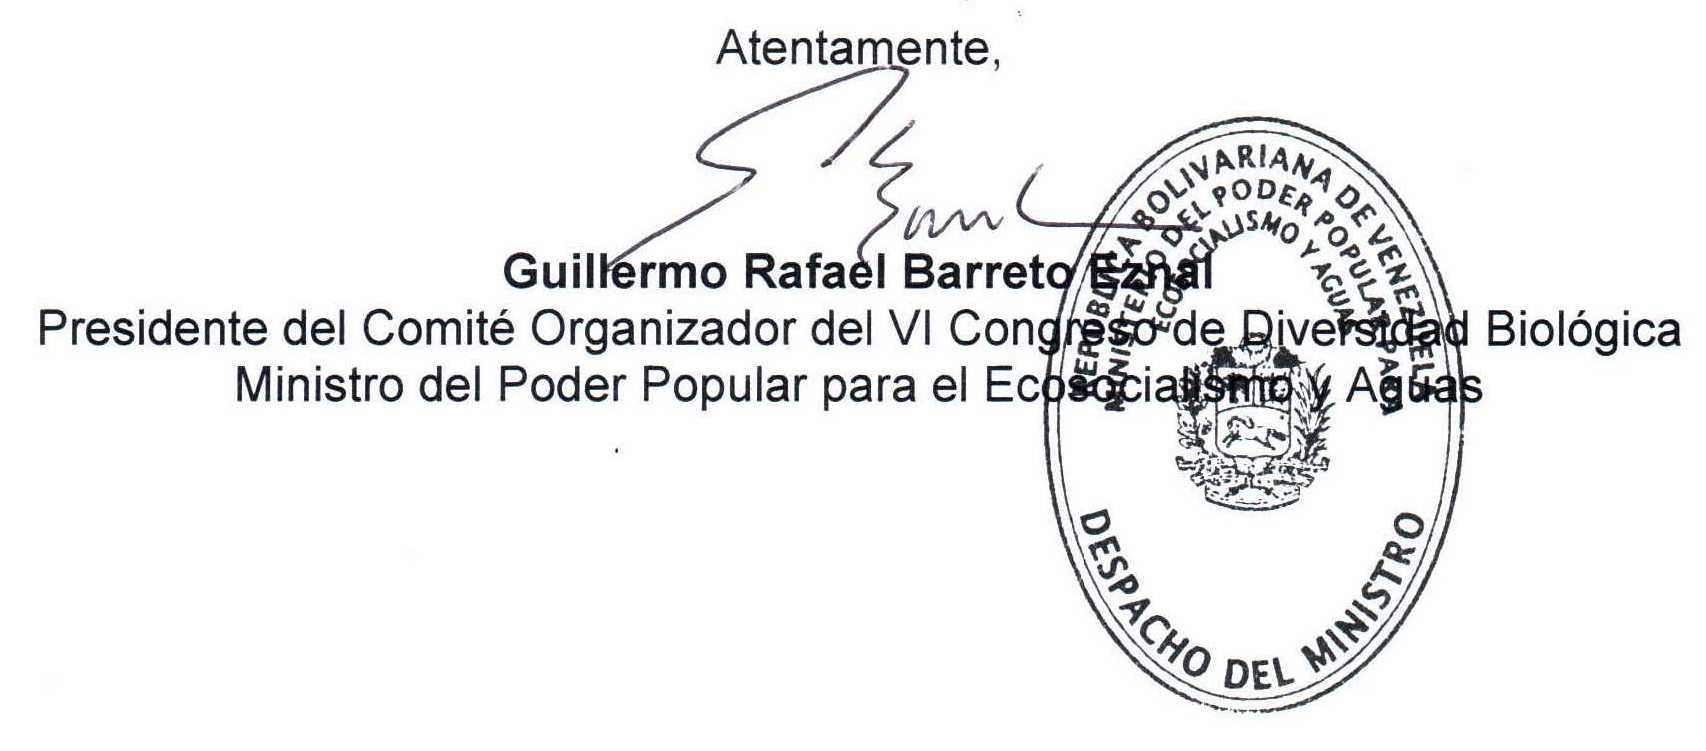 Atentamente,
Guillermo Rafael Barreto Eznal
Presidente del Comité Organizador del VI Congreso de Diversidad Biológica
Ministro del Poder Popular para el Ecosocialismo y Aguas
REPÚBLICA BOLIVARIANA DE VENEZUELA
MINISTERIO DEL PODER POPULAR PARA
ECOSOCIALISMO Y AGUAS
DESPACHO DEL MINISTRO